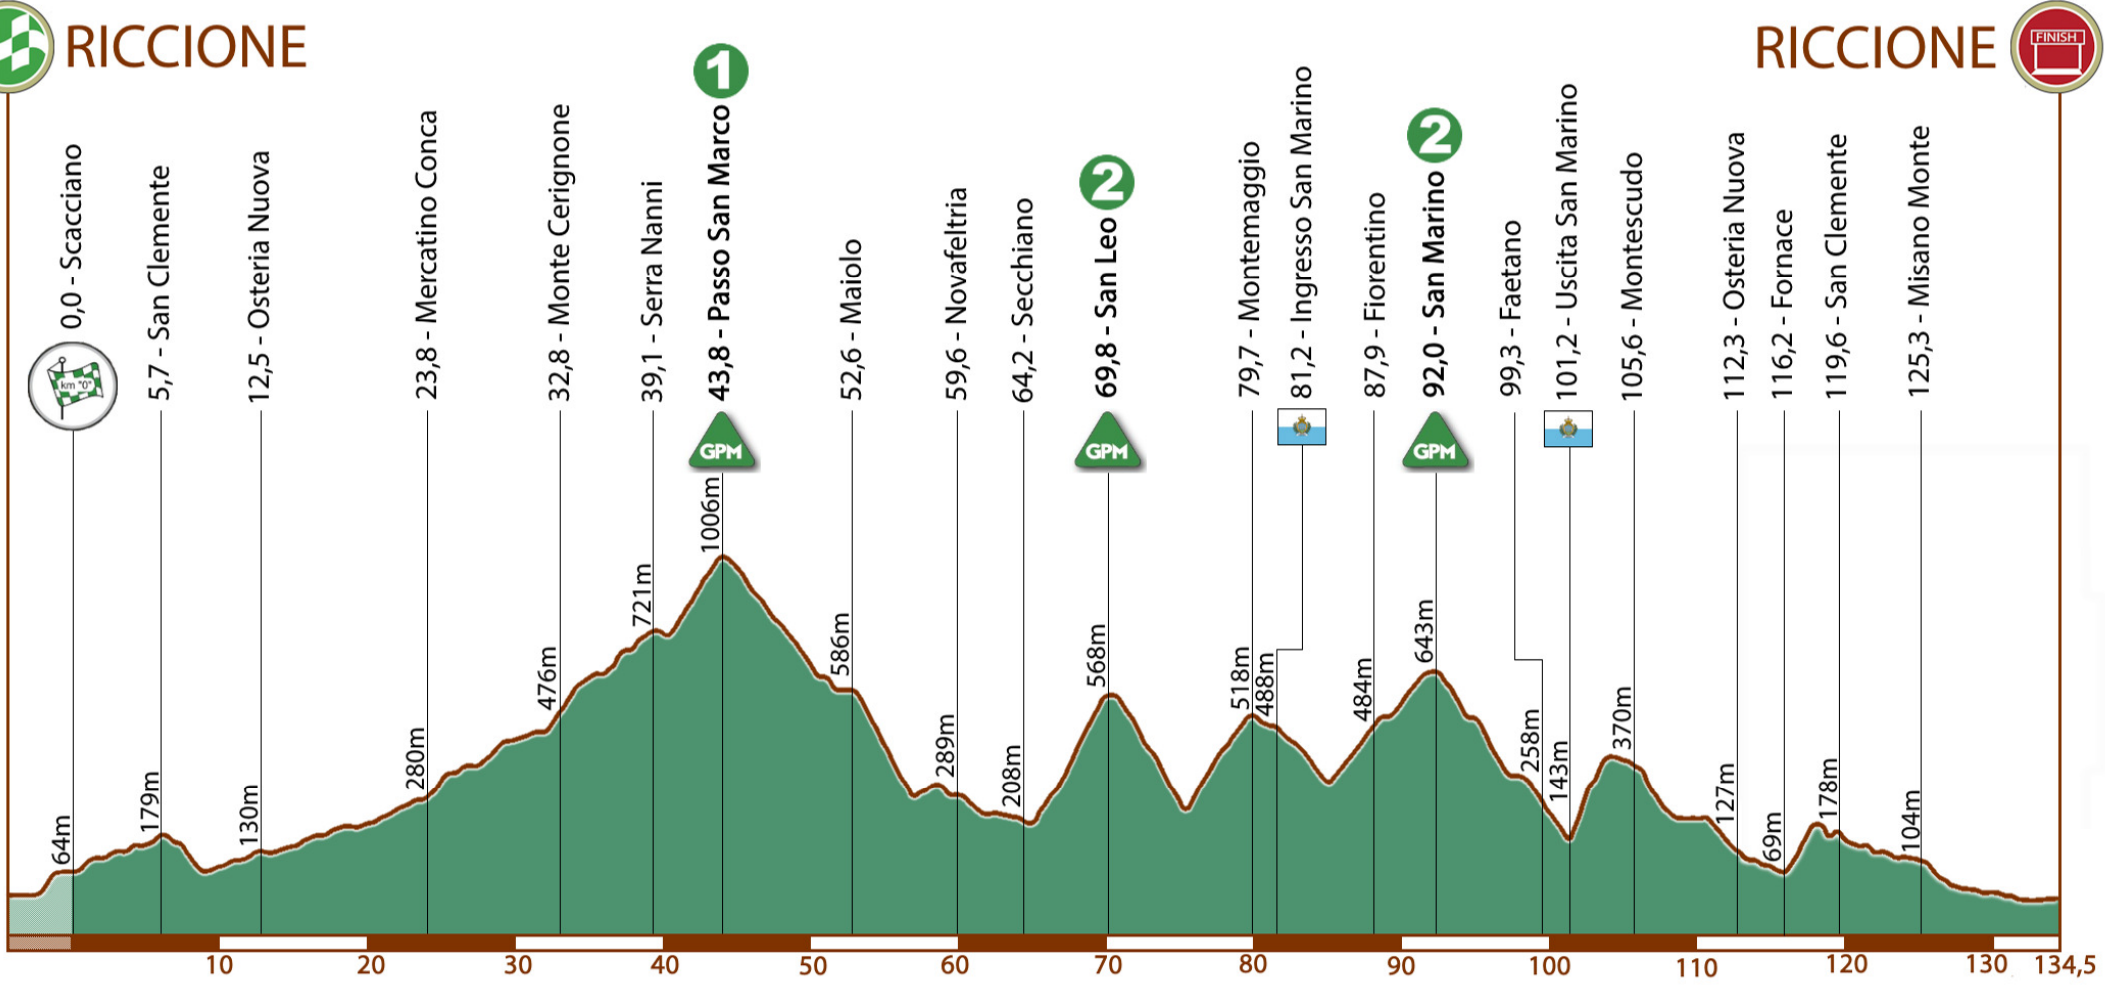 RICCIONE
RICCIONE
FINISH
1
2
2
0,0 - Scacciano
5,7 - San Clemente
12,5 - Osteria Nuova
23,8 - Mercatino Conca
32,8 - Monte Cerignone
39,1 - Serra Nanni
43,8 - Passo San Marco
52,6 - Maiolo
59,6 - Novafeltria
64,2 - Secchiano
69,8 - San Leo
79,7 - Montemaggio
81,2 - Ingresso San Marino
87,9 - Fiorentino
92,0 - San Marino
99,3 - Faetano
101,2 - Uscita San Marino
105,6 - Montescudo
112,3 - Osteria Nuova
116,2 - Fornace
119,6 - San Clemente
125,3 - Misano Monte
km "0"
GPM
GPM
GPM
64m
179m
130m
280m
476m
721m
1006m
586m
289m
208m
568m
518m
488m
484m
643m
258m
143m
370m
127m
69m
178m
104m
10 20 30 40 50 60 70 80 90 100 110 120 130 134,5